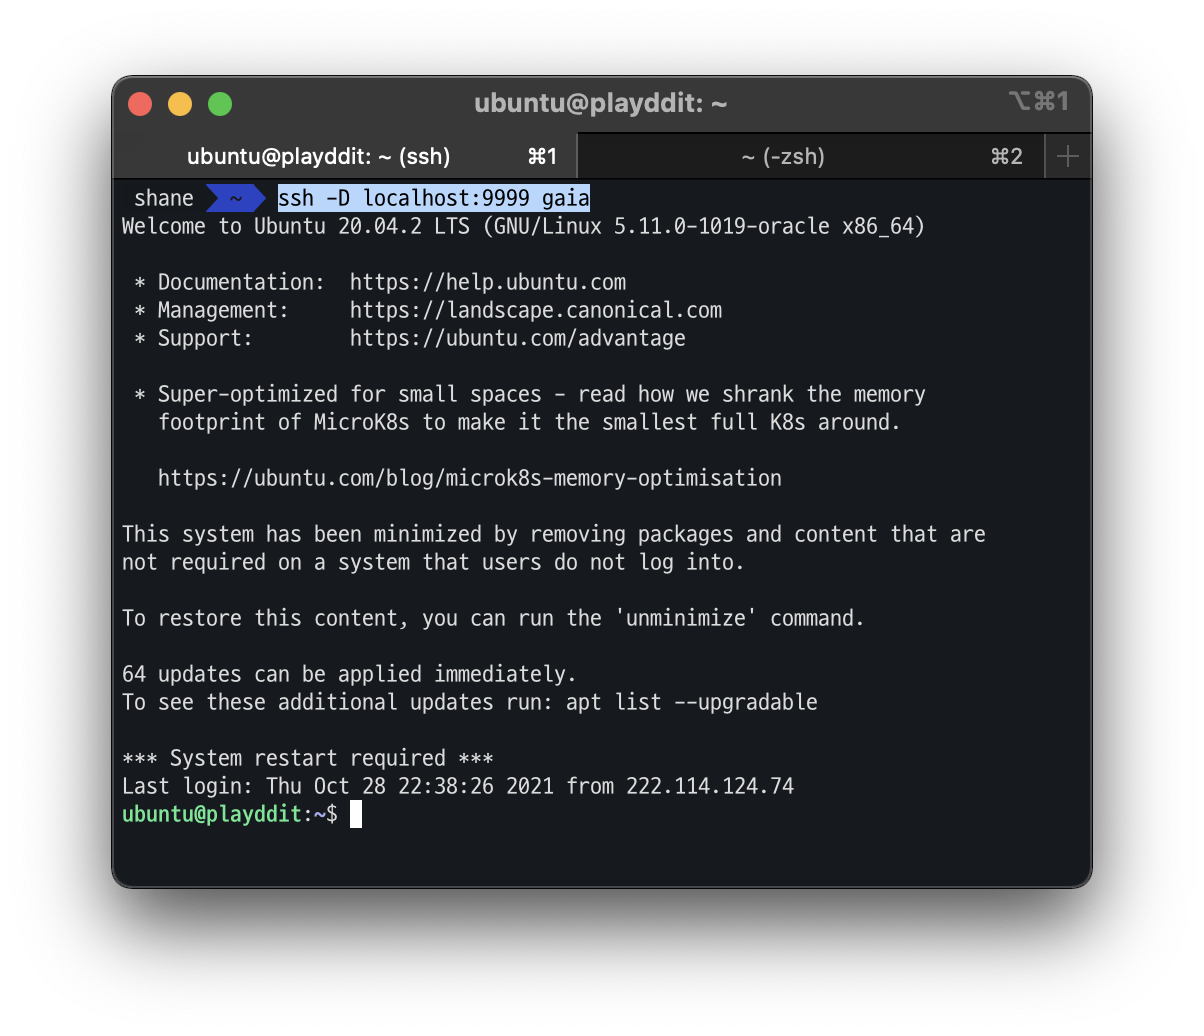 ubuntu@playddit: ~
⌥⌘1
ubuntu@playddit: ~ (ssh) ⌘1
~ (-zsh) ⌘2
shane ~ ssh -D localhost:9999 gaia
Welcome to Ubuntu 20.04.2 LTS (GNU/Linux 5.11.0-1019-oracle x86_64)
* Documentation:  https://help.ubuntu.com
* Management:     https://landscape.canonical.com
* Support:        https://ubuntu.com/advantage
* Super-optimized for small spaces - read how we shrank the memory
footprint of MicroK8s to make it the smallest full K8s around.
https://ubuntu.com/blog/microk8s-memory-optimisation
This system has been minimized by removing packages and content that are
not required on a system that users do not log into.
To restore this content, you can run the 'unminimize' command.
64 updates can be applied immediately.
To see these additional updates run: apt list --upgradable
*** System restart required ***
Last login: Thu Oct 28 22:38:26 2021 from 222.114.124.74
ubuntu@playddit:~$